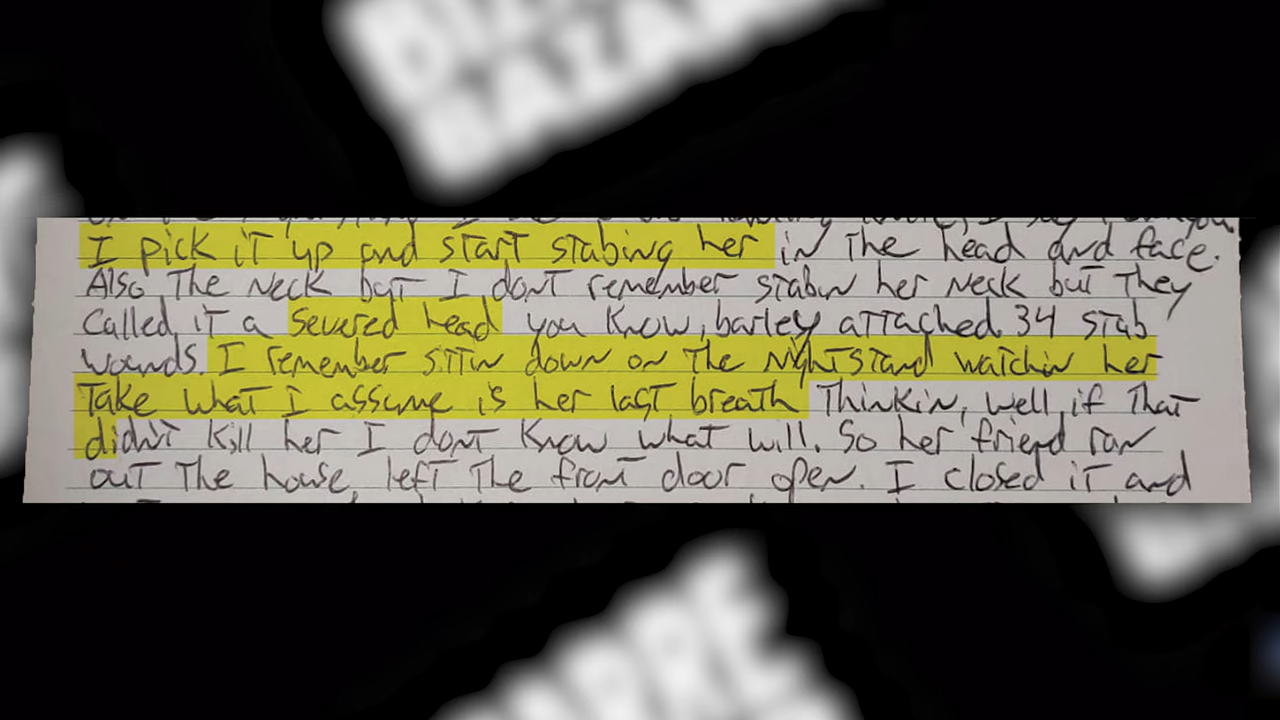 I pick it up and start stabing her in the head and face.
Also The Neck but I dont remember stabin her Neck but They
Called it a severed head you know, barley attached. 34 stab
wounds. I remember sittin down on the Nightstand watchin her
Take what I assume is her last breath Thinkin, well, if that
didn't kill her I dont know what will. So her friend ran
out The house, left The front door open. I closed it and